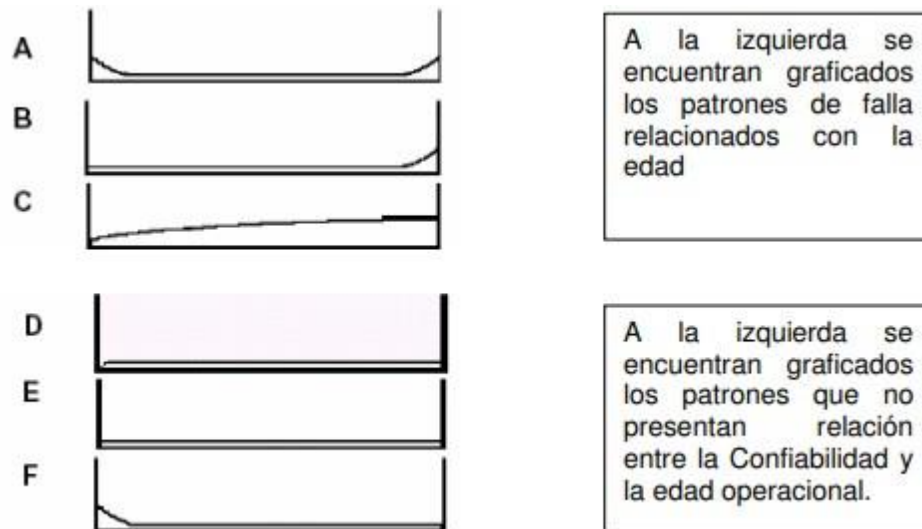 A
B
C
A la izquierda se
encuentran graficados
los patrones de falla
relacionados con la
edad
D
E
F
A la izquierda se
encuentran graficados
los patrones que no
presentan relación
entre la Confiabilidad y
la edad operacional.